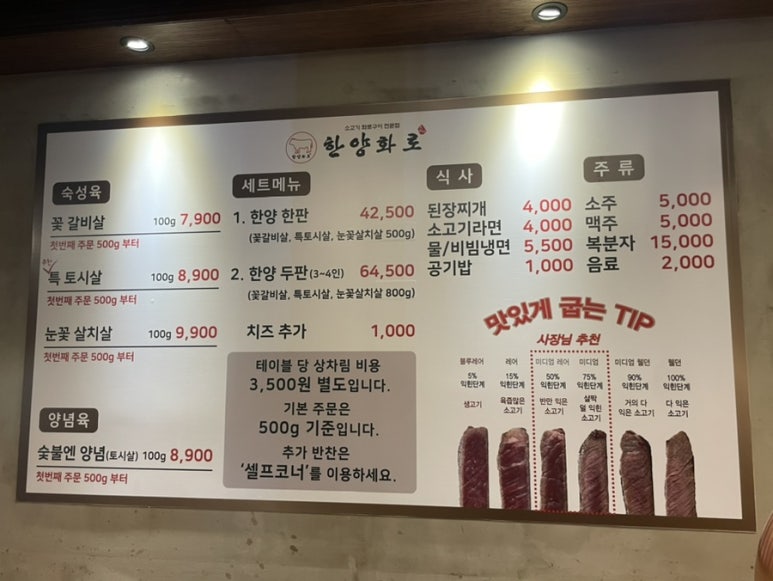 소고기 화로구이 전문점
한양화로
숙성육
꽃 갈비살 100g 7,900
첫번째 주문 500g 부터
특 토시살 100g 8,900
첫번째 주문 500g 부터
눈꽃 살치살 100g 9,900
첫번째 주문 500g 부터
양념육
숯불엔 양념(토시살) 100g 8,900
첫번째 주문 500g 부터
세트메뉴
1. 한양 한판 42,500
(꽃갈비살, 특토시살, 눈꽃살치살 500g)
2. 한양 두판(3~4인) 64,500
(꽃갈비살, 특토시살, 눈꽃살치살 800g)
치즈 추가 1,000
테이블 당 상차림 비용
3,500원 별도입니다.
기본 주문은
500g 기준입니다.
추가 반찬은
'셀프코너'를 이용하세요.
식사
된장찌개 4,000
소고기라면 4,000
물/비빔냉면 5,500
공기밥 1,000
주류
소주 5,000
맥주 5,000
복분자 15,000
음료 2,000
맛있게 굽는 TIP
사장님 추천
블루레어 레어 미디엄 레어 미디엄 미디엄 웰던 웰던
5% 15% 50% 75% 90% 100%
익힌단계 익힌단계 익힌단계 익힌단계 익힌단계 익힌단계
생고기 육즙많은 반만 익은 살짝 거의 다 다 익은
소고기 소고기 덜 익힌 익은 소고기 소고기
소고기